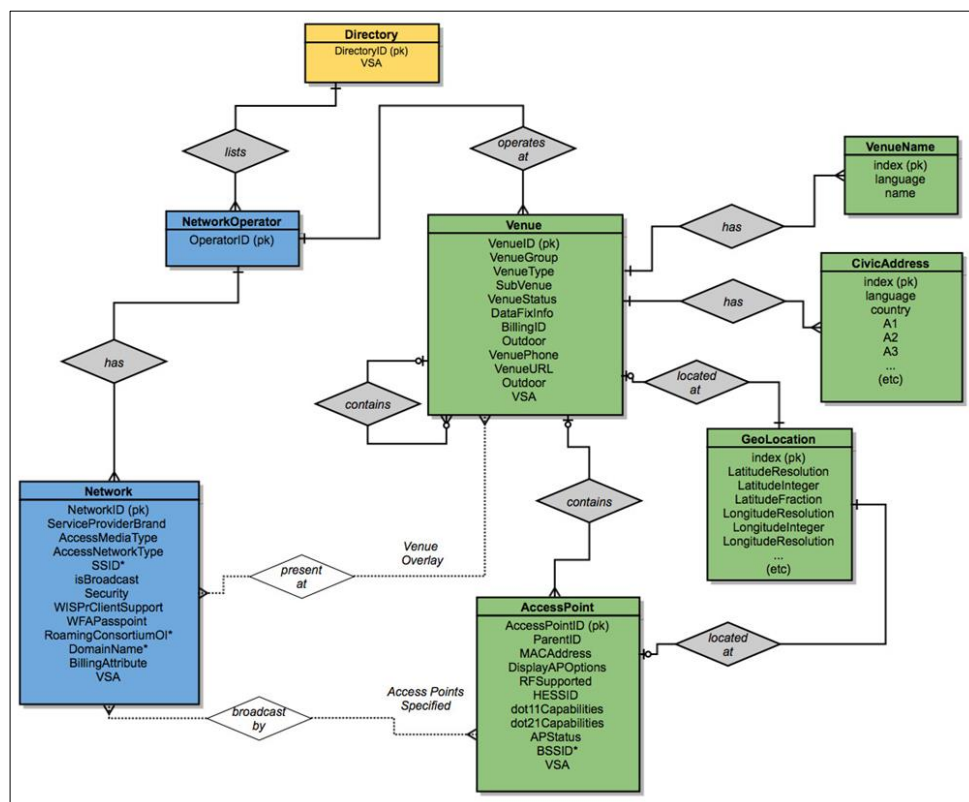 Directory
DirectoryID (pk)
VSA
lists
operates
at
NetworkOperator
OperatorID (pk)
VenueName
index (pk)
language
name
has
Venue
VenueID (pk)
VenueGroup
VenueType
SubVenue
VenueStatus
DataFixInfo
BillingID
Outdoor
VenuePhone
VenueURL
Outdoor
VSA
has
CivicAddress
index (pk)
language
country
A1
A2
A3
...
(etc)
has
contains
located
at
GeoLocation
index (pk)
LatitudeResolution
LatitudeInteger
LatitudeFraction
LongitudeResolution
LongitudeInteger
LongitudeResolution
...
(etc)
Network
NetworkID (pk)
ServiceProviderBrand
AccessMediaType
AccessNetworkType
SSID*
isBroadcast
Security
WISPrClientSupport
WFAPasspoint
RoamingConsortiumOI*
DomainName*
BillingAttribute
VSA
contains
Venue
Overlay
present
at
AccessPoint
AccessPointID (pk)
ParentID
MACAddress
DisplayAPOptions
RFSupported
HESSID
dot11Capabilities
dot21Capabilities
APStatus
BSSID*
VSA
located
at
Access Points
Specified
broadcast
by